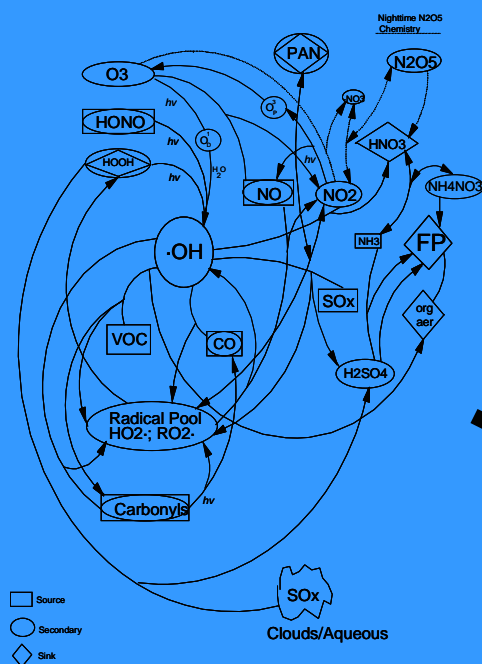 Nighttime N2O5
Chemistry
PAN
N2O5
O3
hv
O3P
NO3
HONO
O1D
hv
HNO3
HOOH
hv
H2O
NO
NO2
NH4NO3
·OH
NH3
FP
SOx
org
aer
VOC
CO
H2SO4
Radical Pool
HO2·; RO2·
hv
Carbonyls
SOx
Clouds/Aqueous
Source
Secondary
Sink